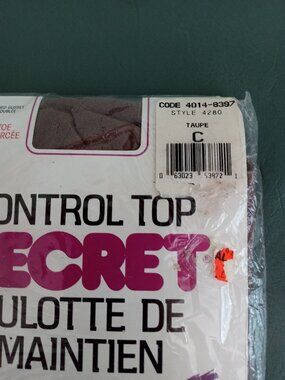 CODE 4014-8397
STYLE 4280
TAUPE
C
0 63023 53972 1
ONTROL TOP
ECRET
ULOTTE DE
MAINTIEN